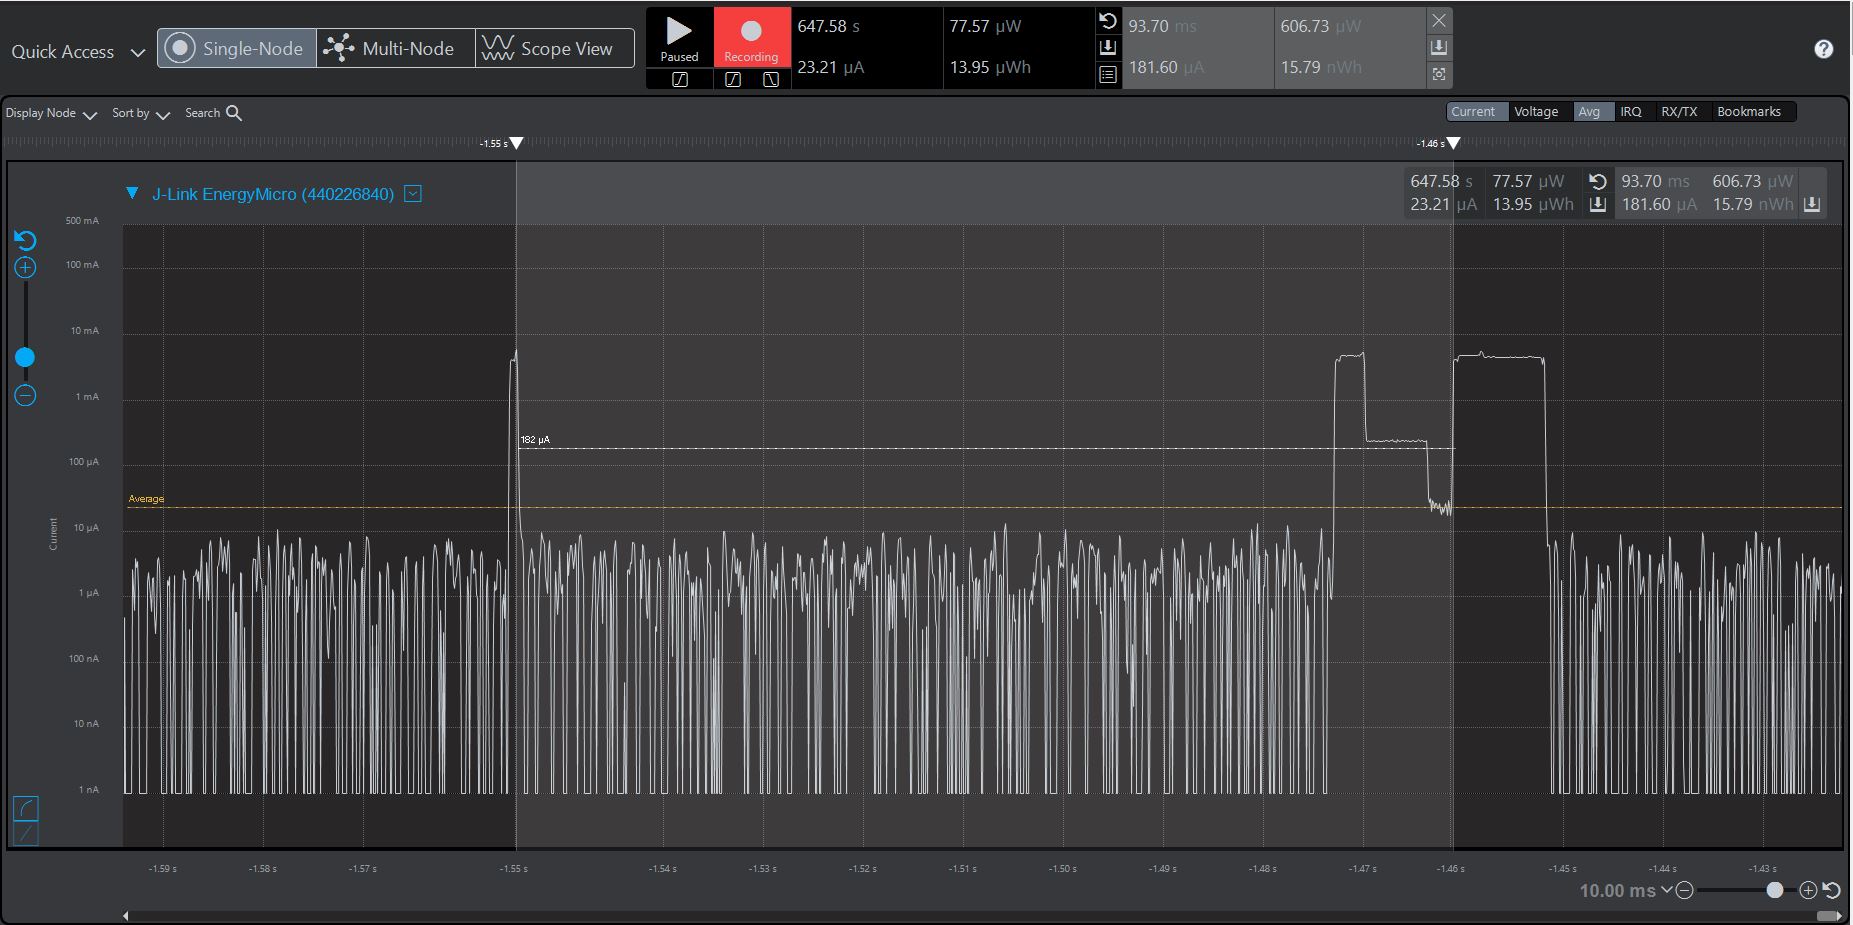 Quick Access
Single-Node
Multi-Node
Scope View
Paused
Recording
647.58 s
77.57 µW
23.21 µA
13.95 µWh
93.70 ms
606.73 µW
181.60 µA
15.79 nWh
Display Node
Sort by
Search
Current
Voltage
Avg
IRQ
RX/TX
Bookmarks
-1.55 s
-1.46 s
J-Link EnergyMicro (440226840)
647.58 s
77.57 µW
93.70 ms
606.73 µW
23.21 µA
13.95 µWh
181.60 µA
15.79 nWh
500 mA
100 mA
10 mA
1 mA
182 µA
100 µA
Average
10 µA
Current
1 µA
100 nA
10 nA
1 nA
-1.59 s
-1.58 s
-1.57 s
-1.55 s
-1.54 s
-1.53 s
-1.52 s
-1.51 s
-1.50 s
-1.49 s
-1.48 s
-1.47 s
-1.46 s
-1.45 s
-1.44 s
-1.43 s
10.00 ms